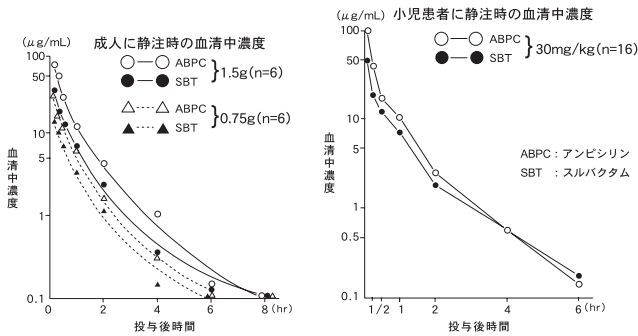 成人に静注時の血清中濃度
(μg/mL)
ABPC
SBT
1.5g(n=6)
ABPC
SBT
0.75g(n=6)
血清中濃度
100
50
10
5
1
0.1
0 2 4 6 8 (hr)
投与後時間
小児患者に静注時の血清中濃度
(μg/mL)
ABPC
SBT
30mg/kg(n=16)
ABPC：アンピシリン
SBT ：スルバクタム
血清中濃度
100
50
10
5
1
0.5
0.1
1/2 1 2 4 6 (hr)
投与後時間